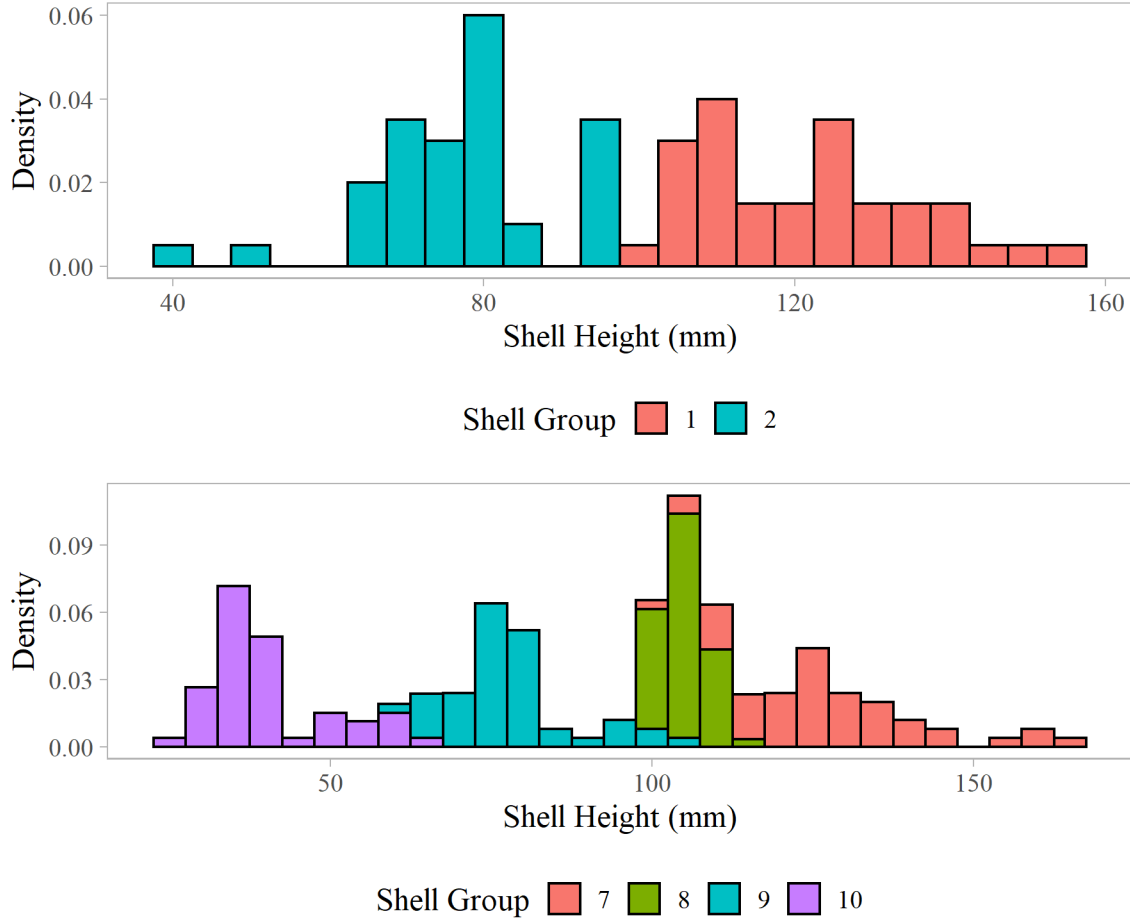 Density
0.06
0.04
0.02
0.00
40 80 120 160
Shell Height (mm)
Shell Group 1 2
Density
0.09
0.06
0.03
0.00
50 100 150
Shell Height (mm)
Shell Group 7 8 9 10